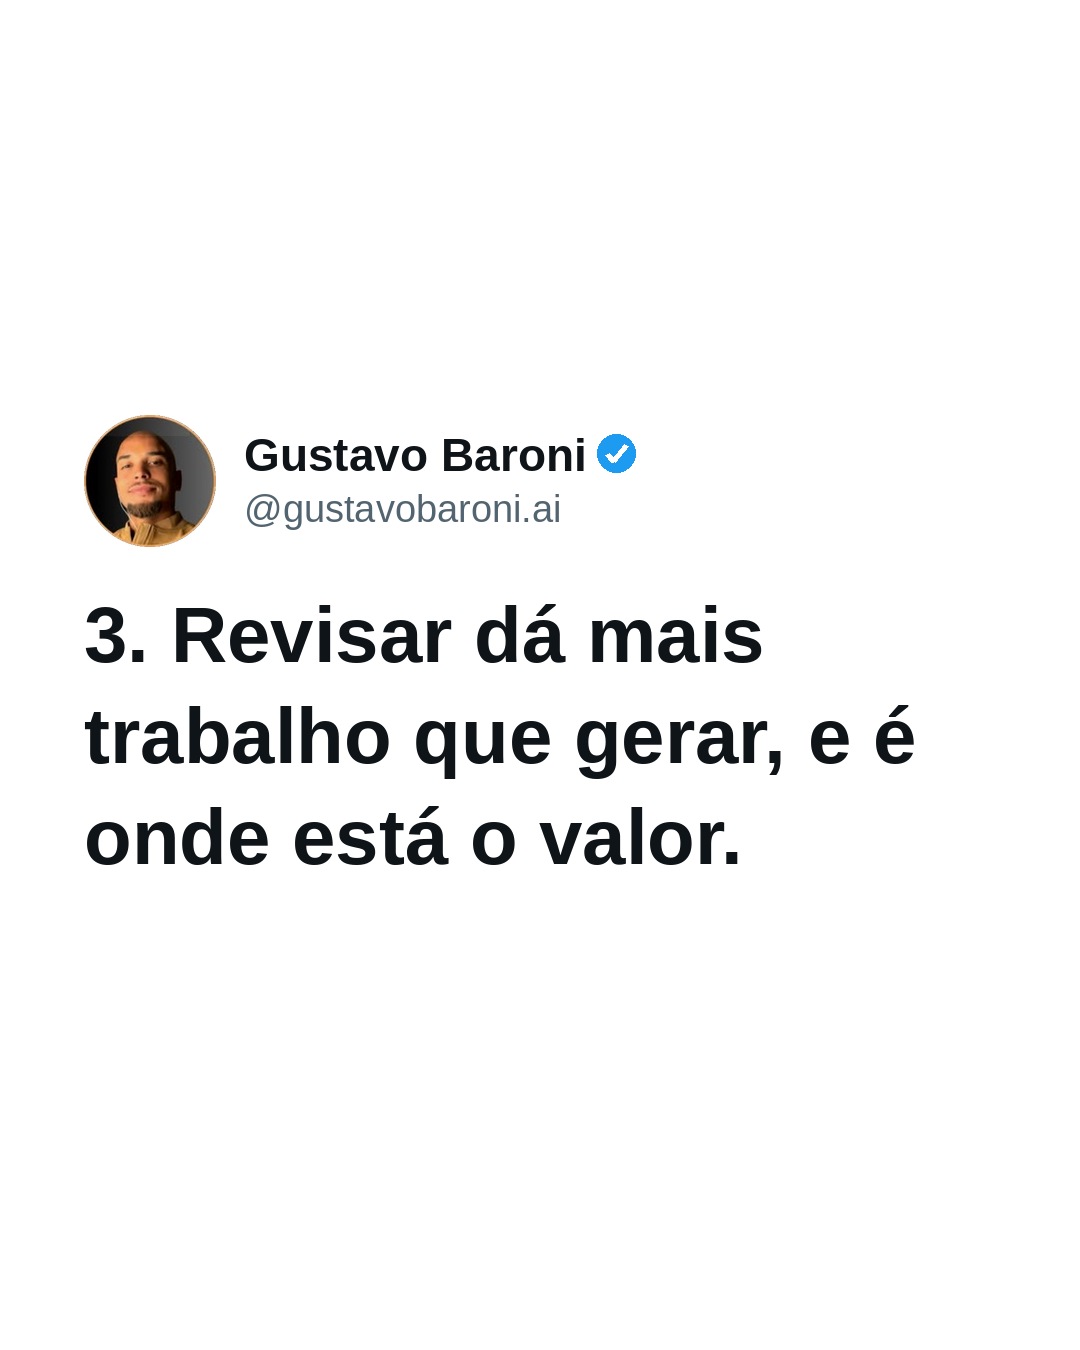 Gustavo Baroni
@gustavobaroni.ai
3. Revisar dá mais
trabalho que gerar, e é
onde está o valor.